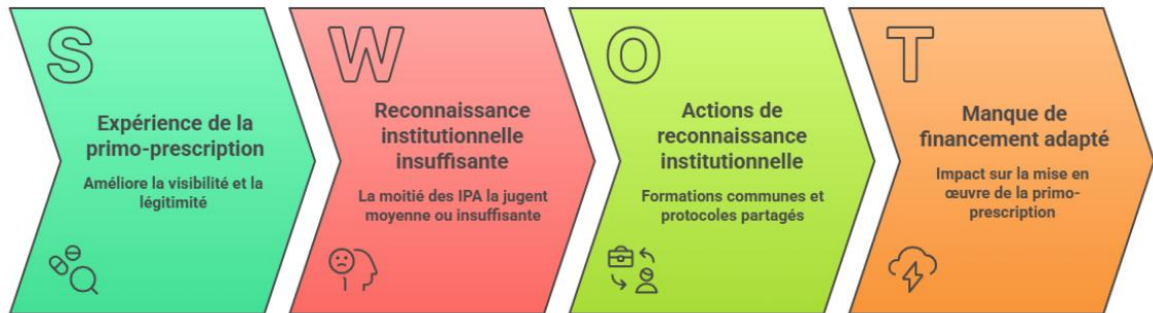 S
Expérience de la
primo-prescription
Améliore la visibilité et la
légitimité
W
Reconnaissance
institutionnelle
insuffisante
La moitié des IPA la jugent
moyenne ou insuffisante
O
Actions de
reconnaissance
institutionnelle
Formations communes et
protocoles partagés
T
Manque de
financement adapté
Impact sur la mise en
œuvre de la primo-
prescription